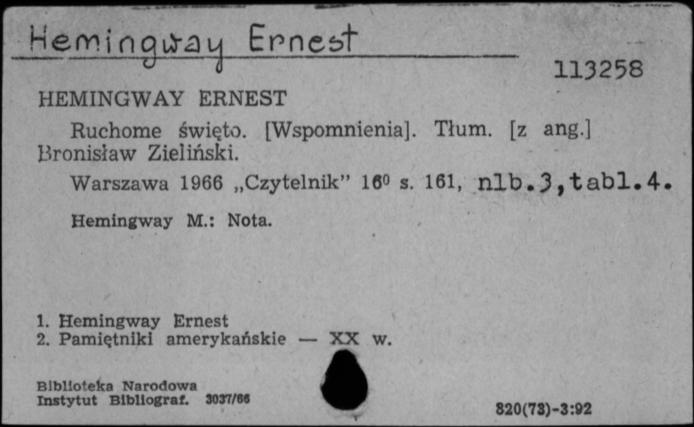 Hemingway Ernest
113258
HEMINGWAY ERNEST
Ruchome święto. [Wspomnienia]. Tłum. [z ang.]
Bronisław Zieliński.
Warszawa 1966 „Czytelnik” 16⁰ s. 161, nlb.3,tabl.4.
Hemingway M.: Nota.
1. Hemingway Ernest
2. Pamiętniki amerykańskie — XX w.
Biblioteka Narodowa
Instytut Bibliograf. 3037/66
820(73)-3:92